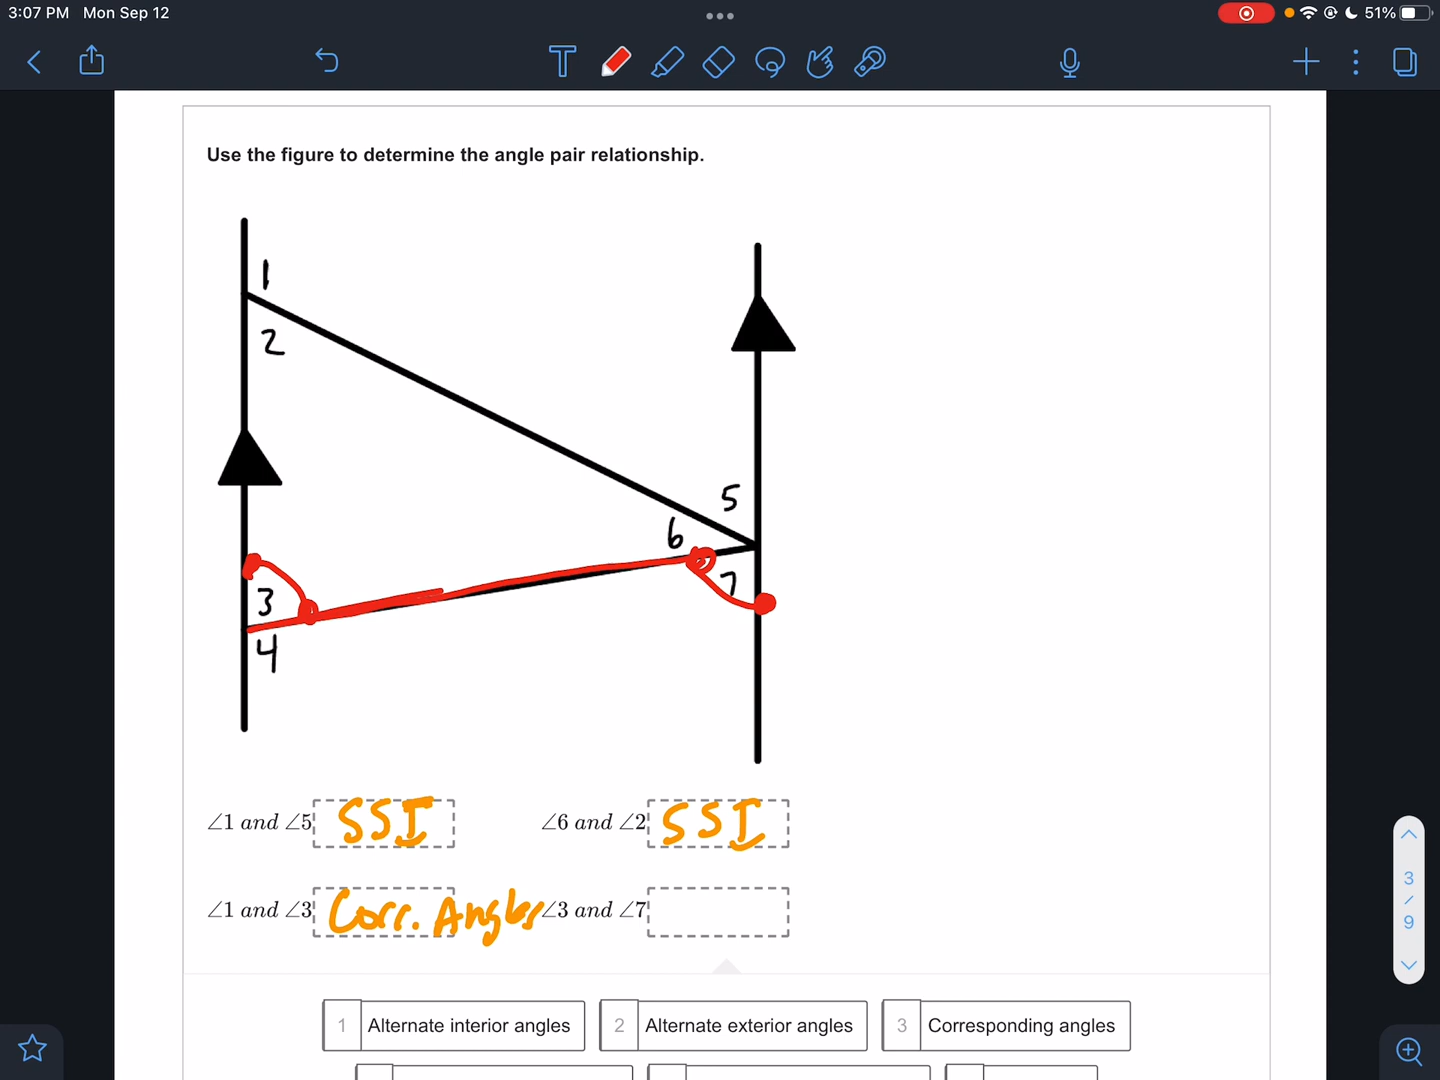 3:07 PM Mon Sep 12 51%
Use the figure to determine the angle pair relationship.
1
2
5
6
7
3
4
∠1 and ∠5 SSI ∠6 and ∠2 SSI
∠1 and ∠3 Corr. Angles ∠3 and ∠7
3 / 9
1 Alternate interior angles 2 Alternate exterior angles 3 Corresponding angles